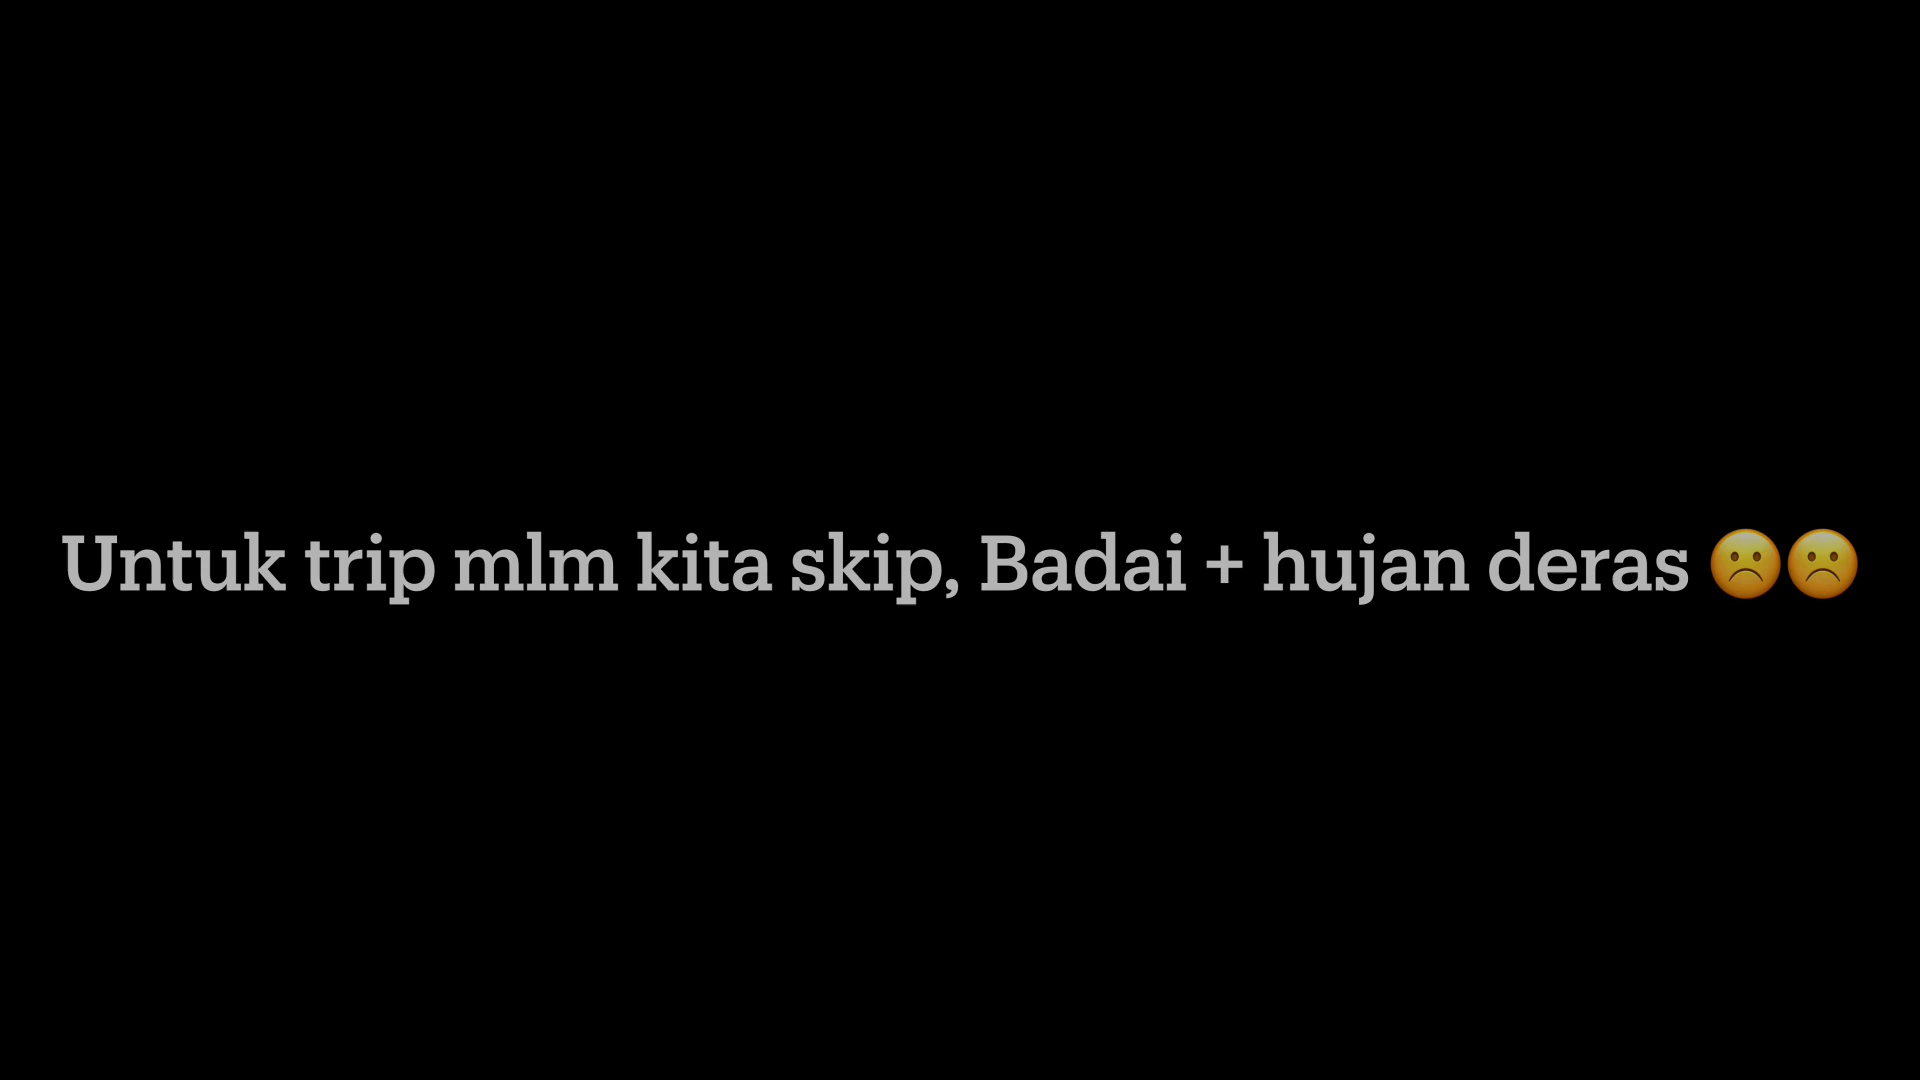 Untuk trip mlm kita skip, Badai + hujan deras ☹️☹️